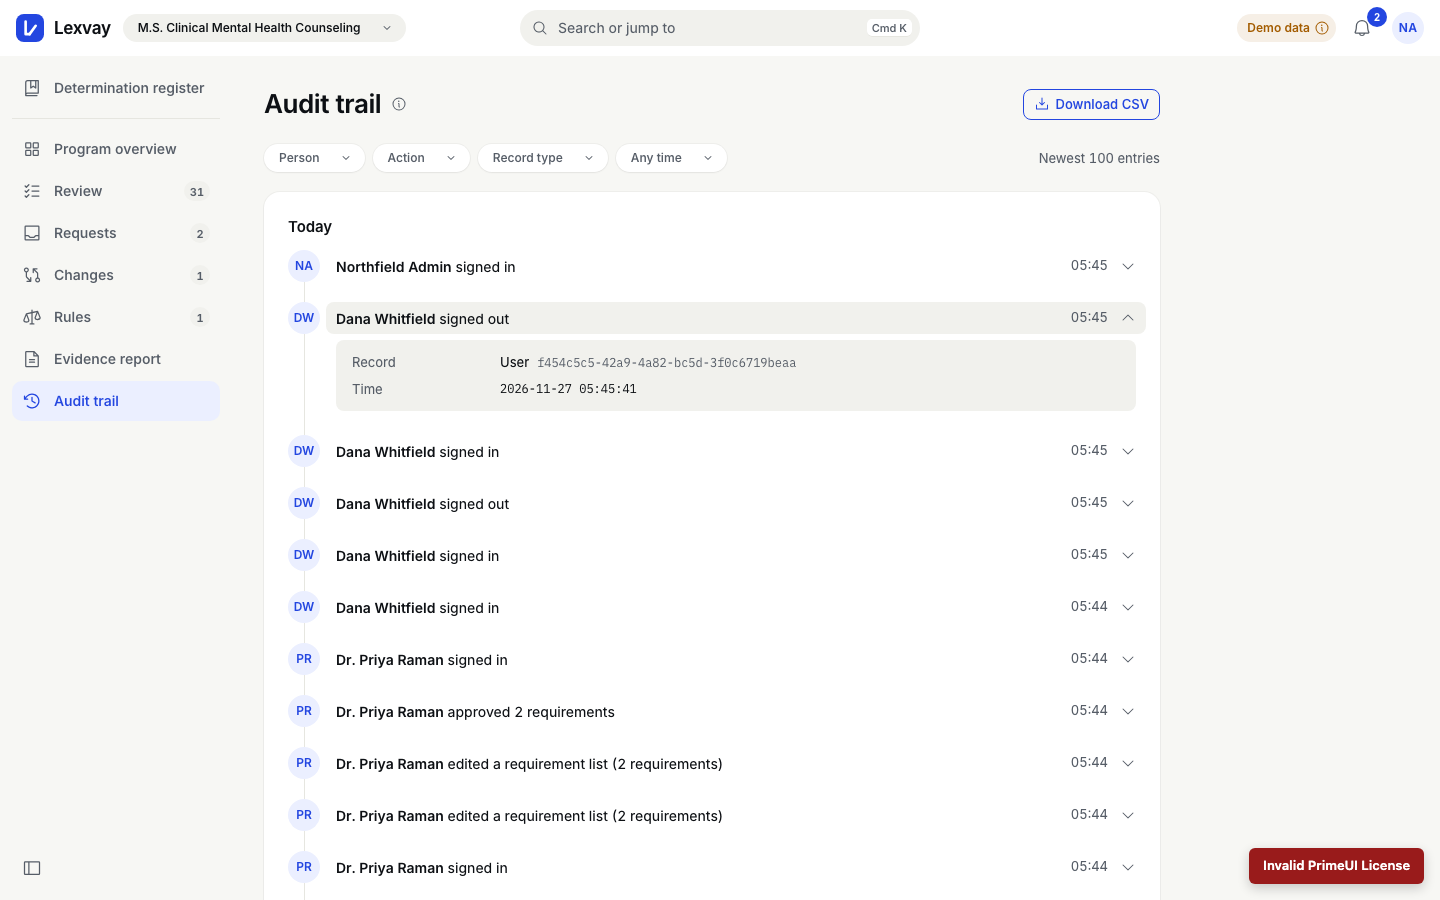 Lexvay
M.S. Clinical Mental Health Counseling
Search or jump to
Cmd K
Demo data
2
NA
Determination register
Program overview
Review 31
Requests 2
Changes 1
Rules 1
Evidence report
Audit trail
Audit trail
Download CSV
Person
Action
Record type
Any time
Newest 100 entries
Today
NA Northfield Admin signed in 05:45
DW Dana Whitfield signed out 05:45
Record User f454c5c5-42a9-4a82-bc5d-3f0c6719beaa
Time 2026-11-27 05:45:41
DW Dana Whitfield signed in 05:45
DW Dana Whitfield signed out 05:45
DW Dana Whitfield signed in 05:45
DW Dana Whitfield signed in 05:44
PR Dr. Priya Raman signed in 05:44
PR Dr. Priya Raman approved 2 requirements 05:44
PR Dr. Priya Raman edited a requirement list (2 requirements) 05:44
PR Dr. Priya Raman edited a requirement list (2 requirements) 05:44
PR Dr. Priya Raman signed in 05:44
Invalid PrimeUI License